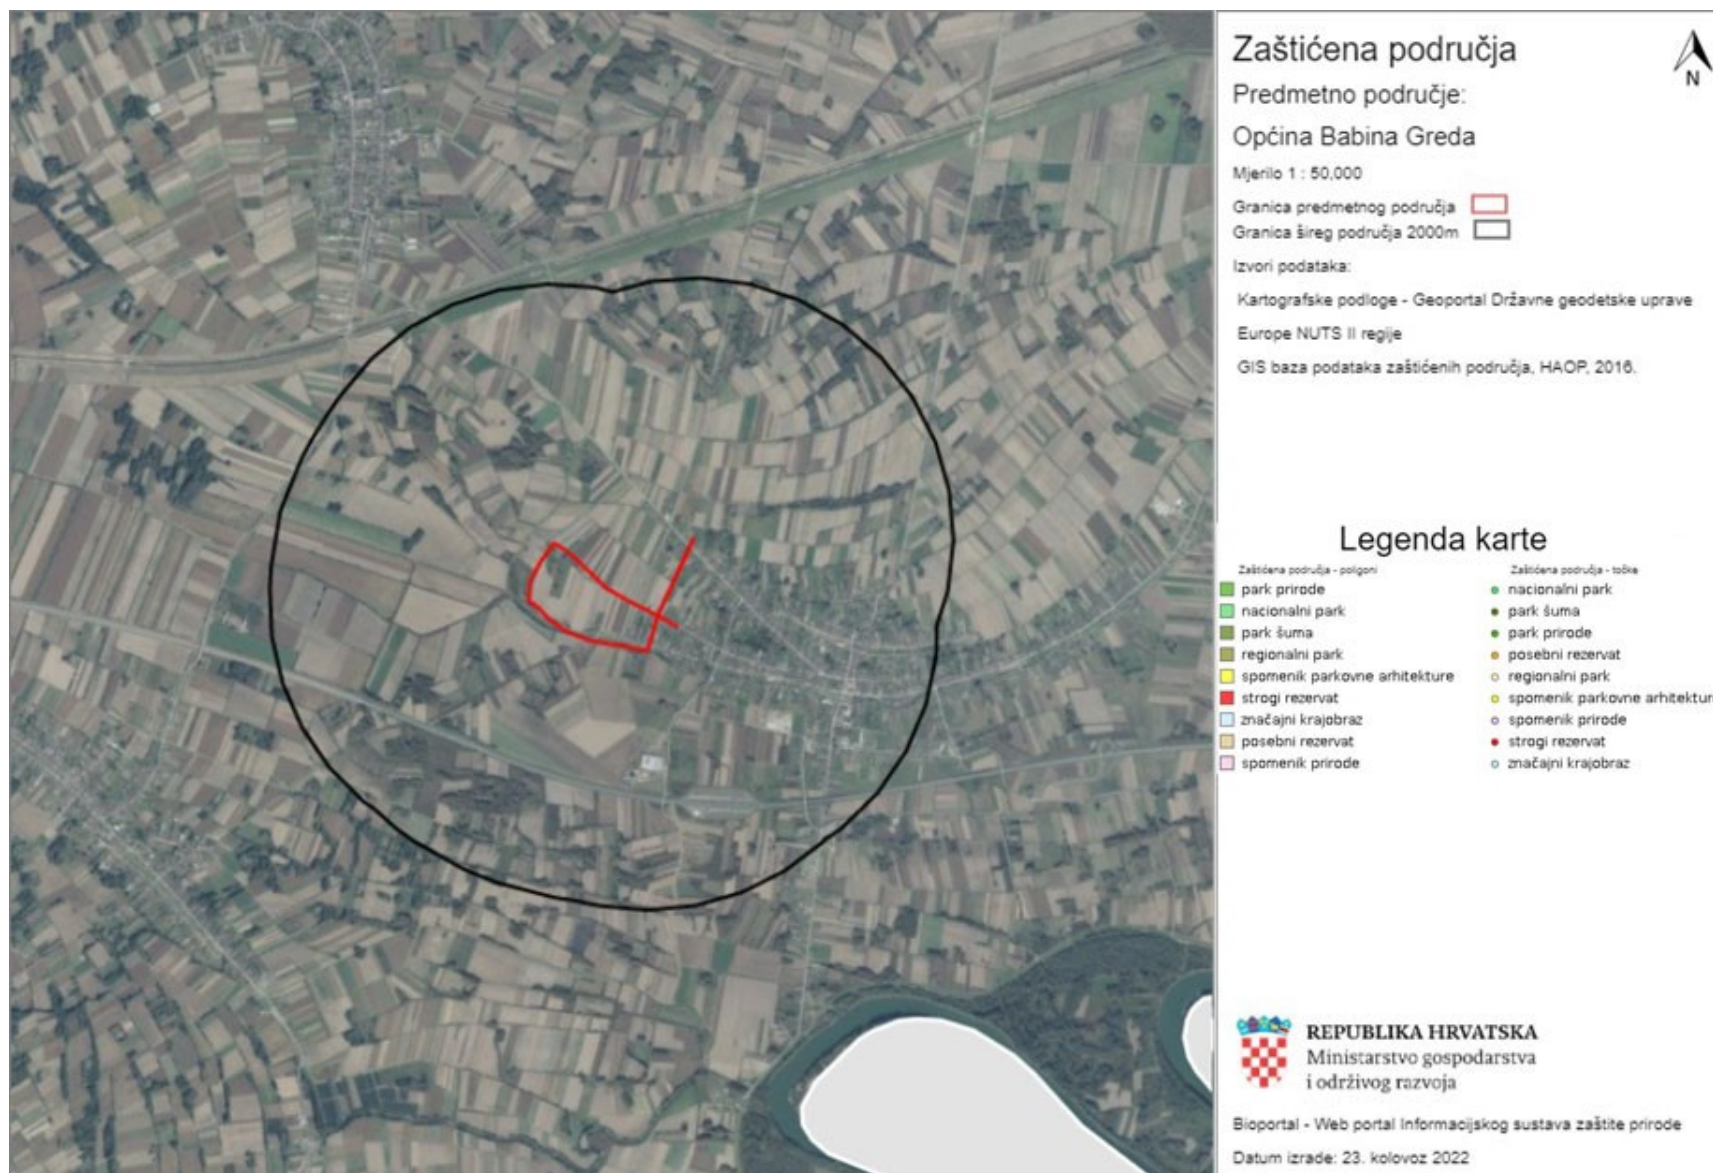 Zaštićena područja
N
Predmetno područje:
Općina Babina Greda
Mjerilo 1 : 50,000
Granica predmetnog područja
Granica šireg područja 2000m
Izvori podataka:
Kartografske podloge - Geoportal Državne geodetske uprave
Europe NUTS II regije
GIS baza podataka zaštićenih područja, HAOP, 2016.
Legenda karte
Zaštićena područja - poligoni
park prirode
nacionalni park
park šuma
regionalni park
spomenik parkovne arhitekture
strogi rezervat
značajni krajobraz
posebni rezervat
spomenik prirode
Zaštićena područja - točke
nacionalni park
park šuma
park prirode
posebni rezervat
regionalni park
spomenik parkovne arhitektur
spomenik prirode
strogi rezervat
značajni krajobraz
REPUBLIKA HRVATSKA
Ministarstvo gospodarstva
i održivog razvoja
Bioportal - Web portal Informacijskog sustava zaštite prirode
Datum izrade: 23. kolovoz 2022